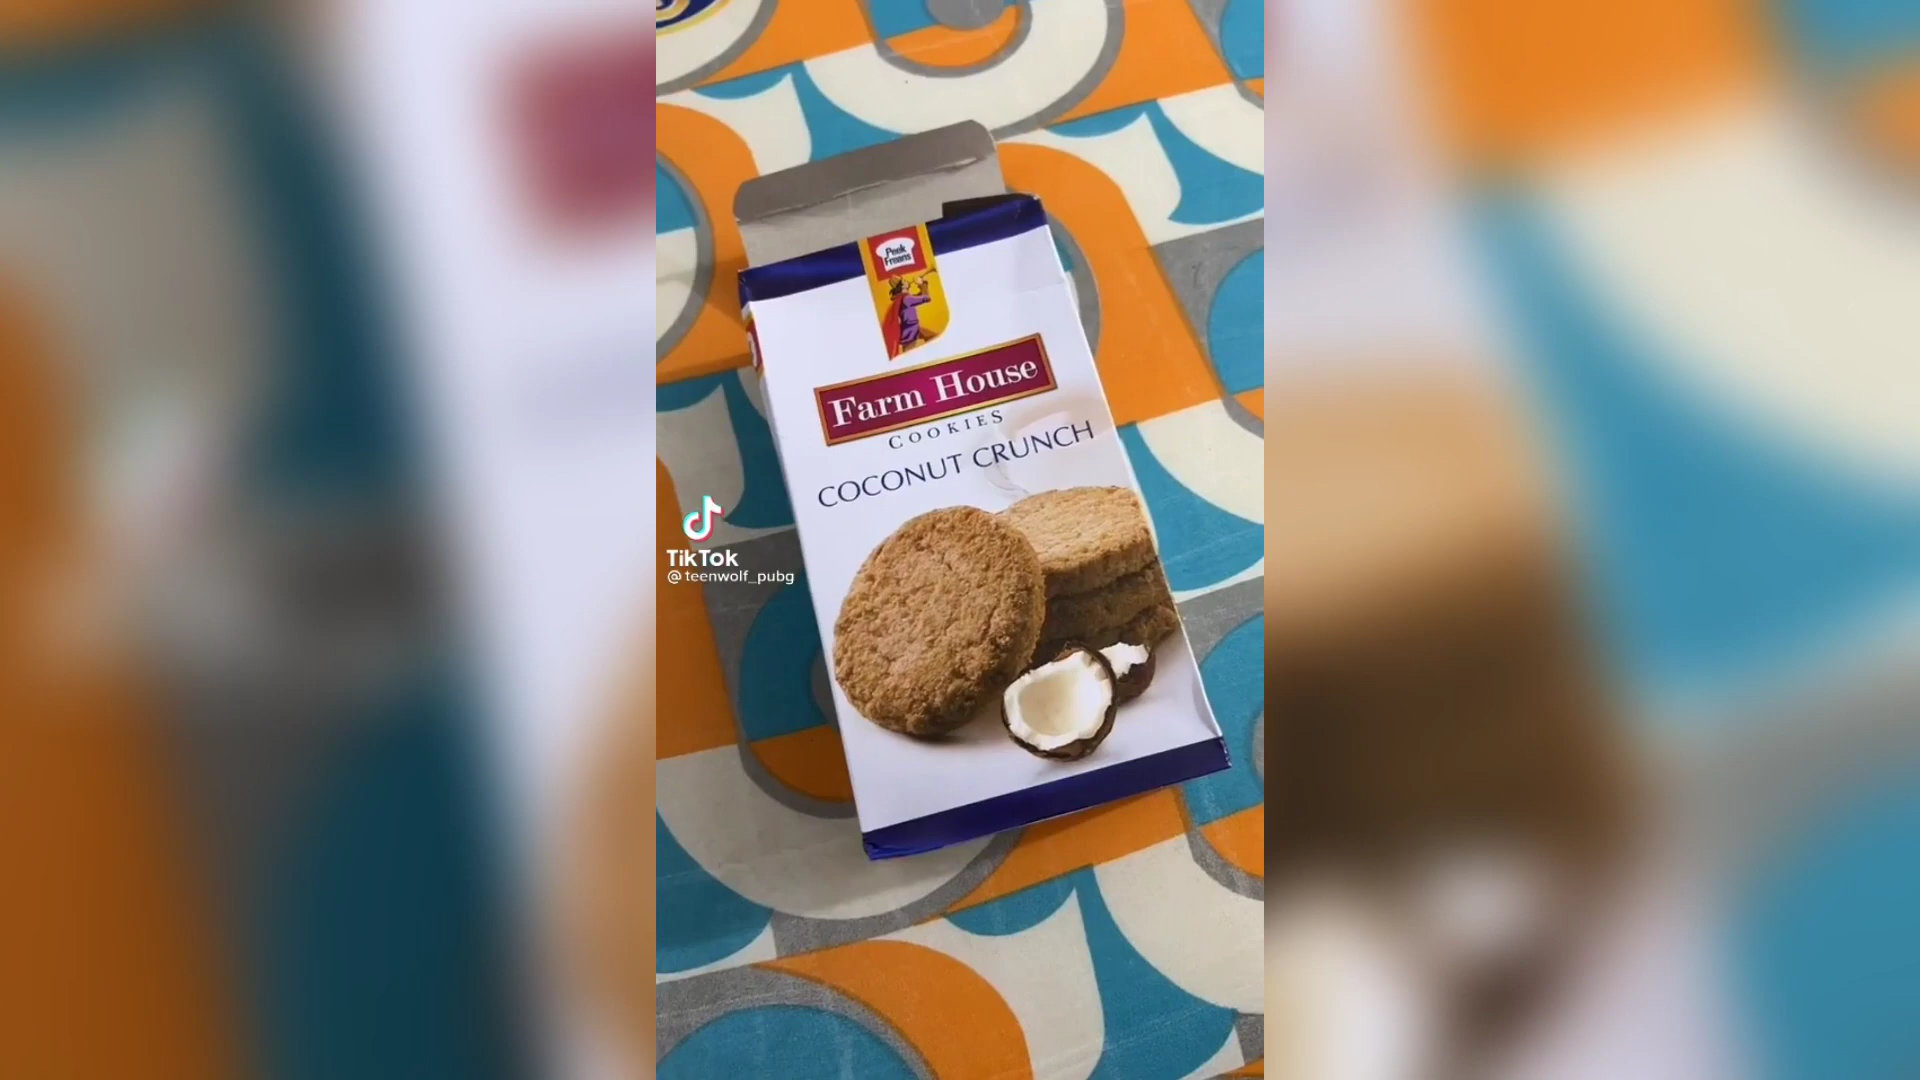 Peek
Freans
Farm House
COOKIES
COCONUT CRUNCH
TikTok
@teenwolf_pubg